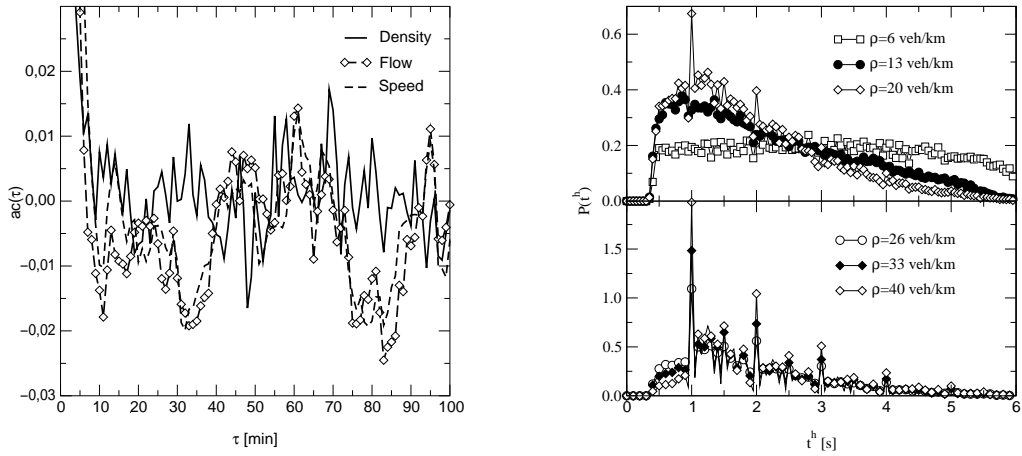 0,02
0,01
0,00
−0,01
−0,02
−0,03
ac(τ)
Density
Flow
Speed
0 10 20 30 40 50 60 70 80 90 100
τ [min]
0.6
0.4
0.2
0.0
ρ=6 veh/km
ρ=13 veh/km
ρ=20 veh/km
P(t^h)
1.5
1.0
0.5
0.0
ρ=26 veh/km
ρ=33 veh/km
ρ=40 veh/km
0 1 2 3 4 5 6
t^h [s]